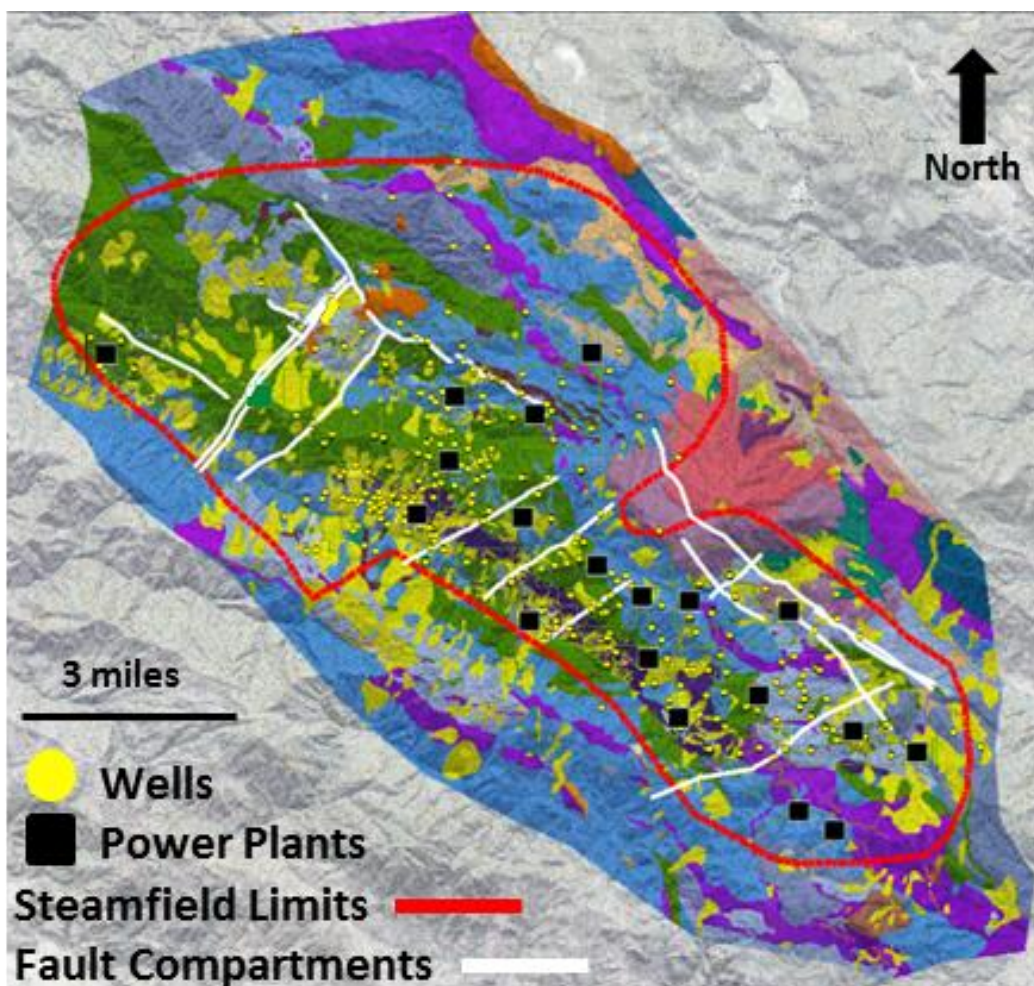 North
3 miles
Wells
Power Plants
Steamfield Limits
Fault Compartments